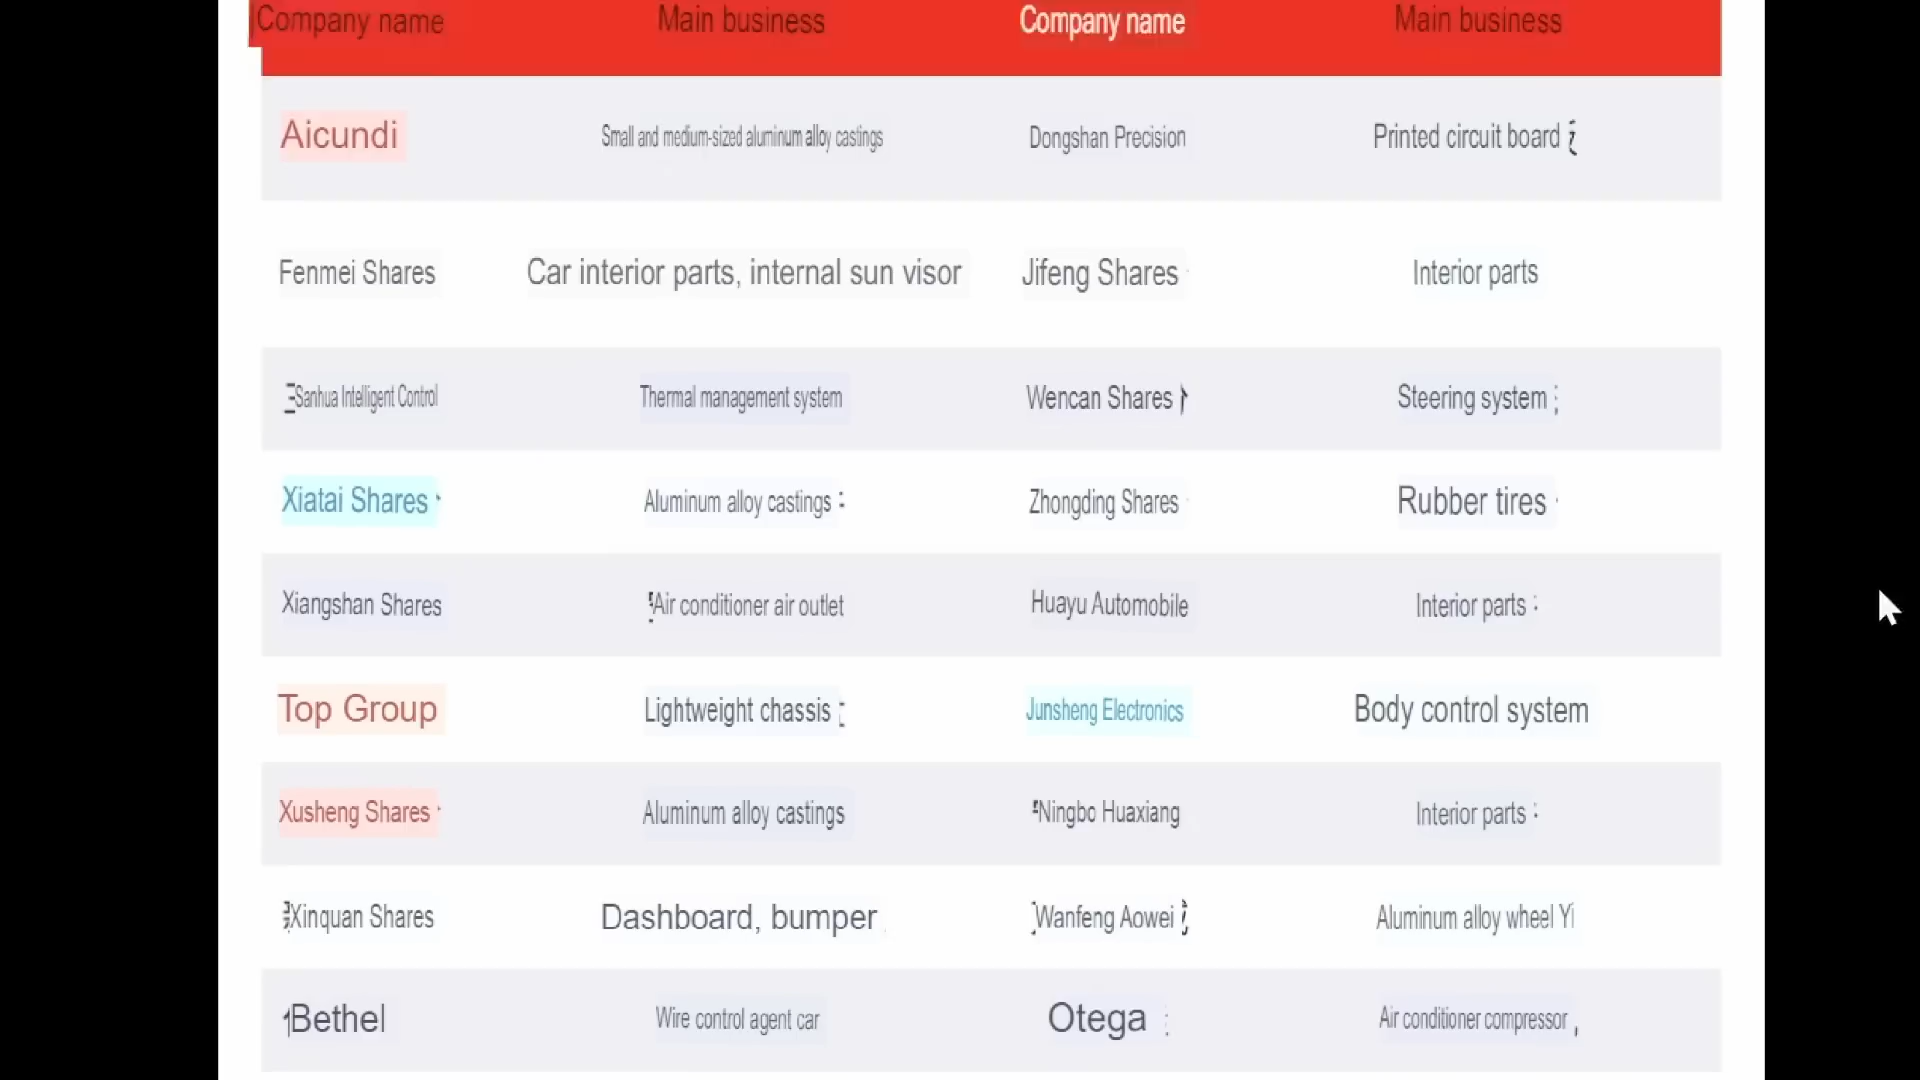 Company name Main business Company name Main business
Aicundi Small and medium-sized aluminum alloy castings Dongshan Precision Printed circuit board
Fenmei Shares Car interior parts, internal sun visor Jifeng Shares Interior parts
Sanhua Intelligent Control Thermal management system Wencan Shares Steering system
Xiatai Shares Aluminum alloy castings Zhongding Shares Rubber tires
Xiangshan Shares Air conditioner air outlet Huayu Automobile Interior parts
Top Group Lightweight chassis Junsheng Electronics Body control system
Xusheng Shares Aluminum alloy castings Ningbo Huaxiang Interior parts
Xinquan Shares Dashboard, bumper Wanfeng Aowei Aluminum alloy wheel Yi
Bethel Wire control agent car Otega Air conditioner compressor